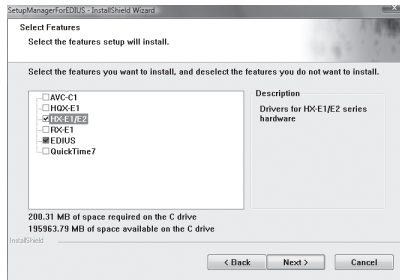 SetupManagerForEDIUS - InstallShield Wizard
Select Features
Select the features setup will install.
Select the features you want to install, and deselect the features you do not want to install.
AVC-C1
HQX-E1
HX-E1/E2
RX-E1
EDIUS
QuickTime7
Description
Drivers for HX-E1/E2 series
hardware
200.31 MB of space required on the C drive
195963.79 MB of space available on the C drive
InstallShield
< Back
Next >
Cancel